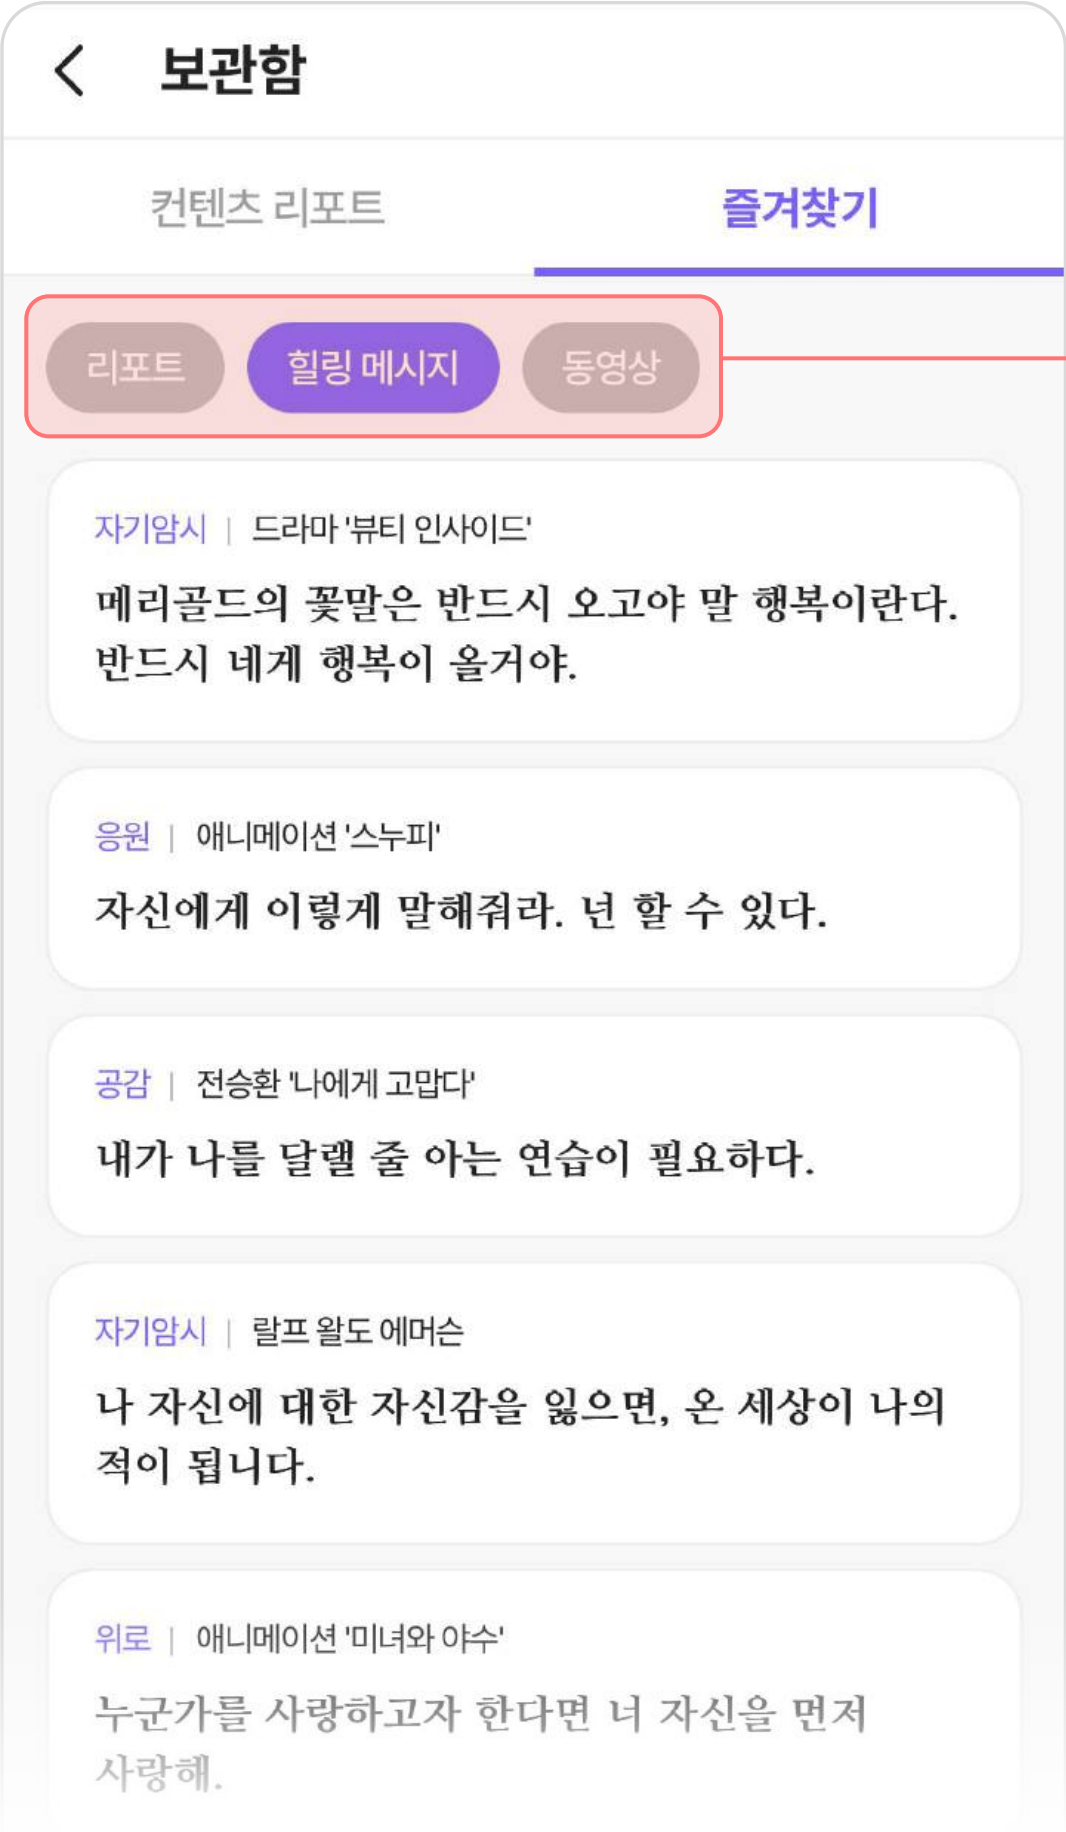 보관함
컨텐츠 리포트 즐겨찾기
리포트 힐링 메시지 동영상
자기암시 | 드라마 '뷰티 인사이드'
메리골드의 꽃말은 반드시 오고야 말 행복이란다.
반드시 네게 행복이 올거야.
응원 | 애니메이션 '스누피'
자신에게 이렇게 말해줘라. 넌 할 수 있다.
공감 | 전승환 '나에게 고맙다'
내가 나를 달랠 줄 아는 연습이 필요하다.
자기암시 | 랄프 왈도 에머슨
나 자신에 대한 자신감을 잃으면, 온 세상이 나의
적이 됩니다.
위로 | 애니메이션 '미녀와 야수'
누군가를 사랑하고자 한다면 너 자신을 먼저
사랑해.